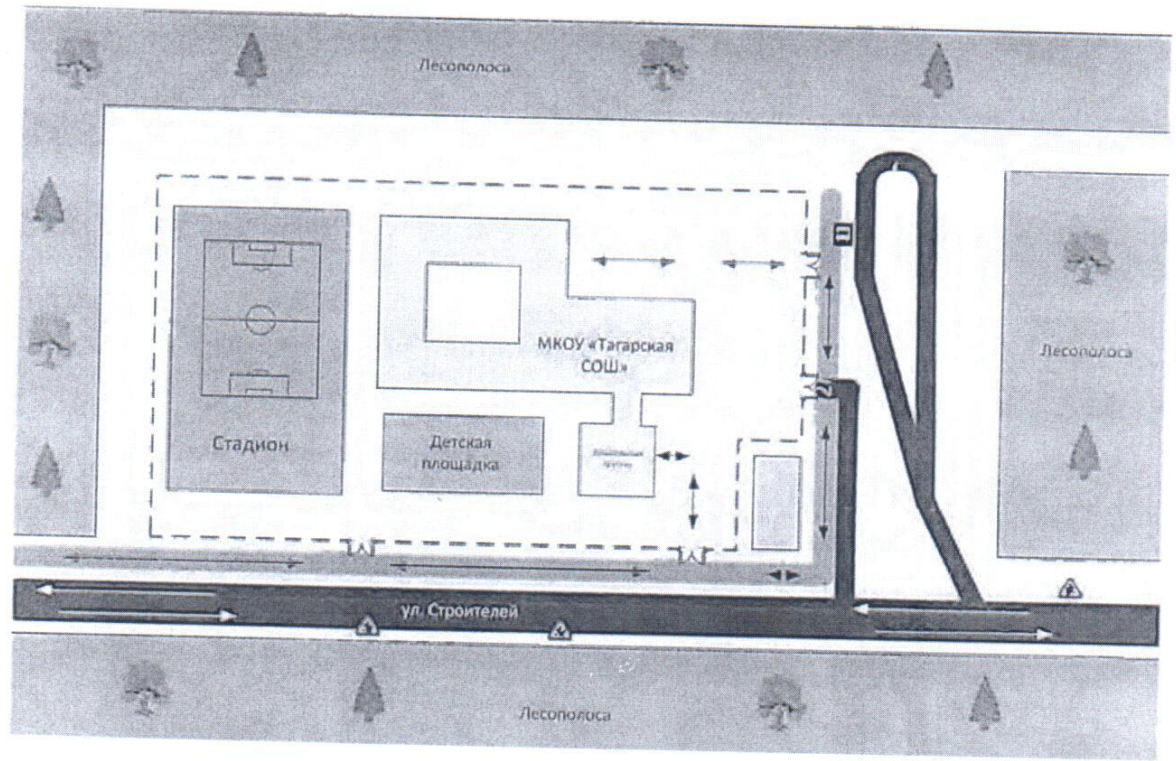 Лесополоса
МКОУ «Тагарская
СОШ»
Лесополоса
Стадион
Детская
площадка
ул. Строителей
Лесополоса